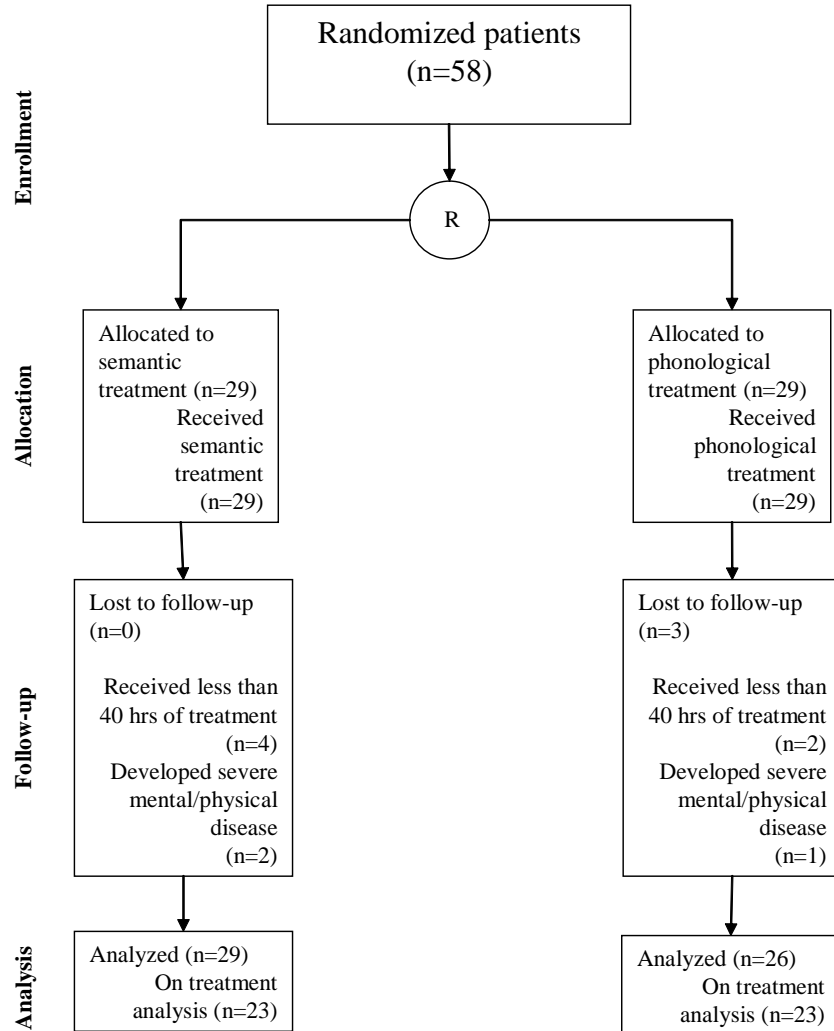 Randomized patients
(n=58)
Enrollment
R
Allocation
Allocated to
semantic
treatment (n=29)
Received
semantic
treatment
(n=29)
Allocated to
phonological
treatment (n=29)
Received
phonological
treatment
(n=29)
Follow-up
Lost to follow-up
(n=0)
Received less than
40 hrs of treatment
(n=4)
Developed severe
mental/physical
disease
(n=2)
Lost to follow-up
(n=3)
Received less than
40 hrs of treatment
(n=2)
Developed severe
mental/physical
disease
(n=1)
Analysis
Analyzed (n=29)
On treatment
analysis (n=23)
Analyzed (n=26)
On treatment
analysis (n=23)